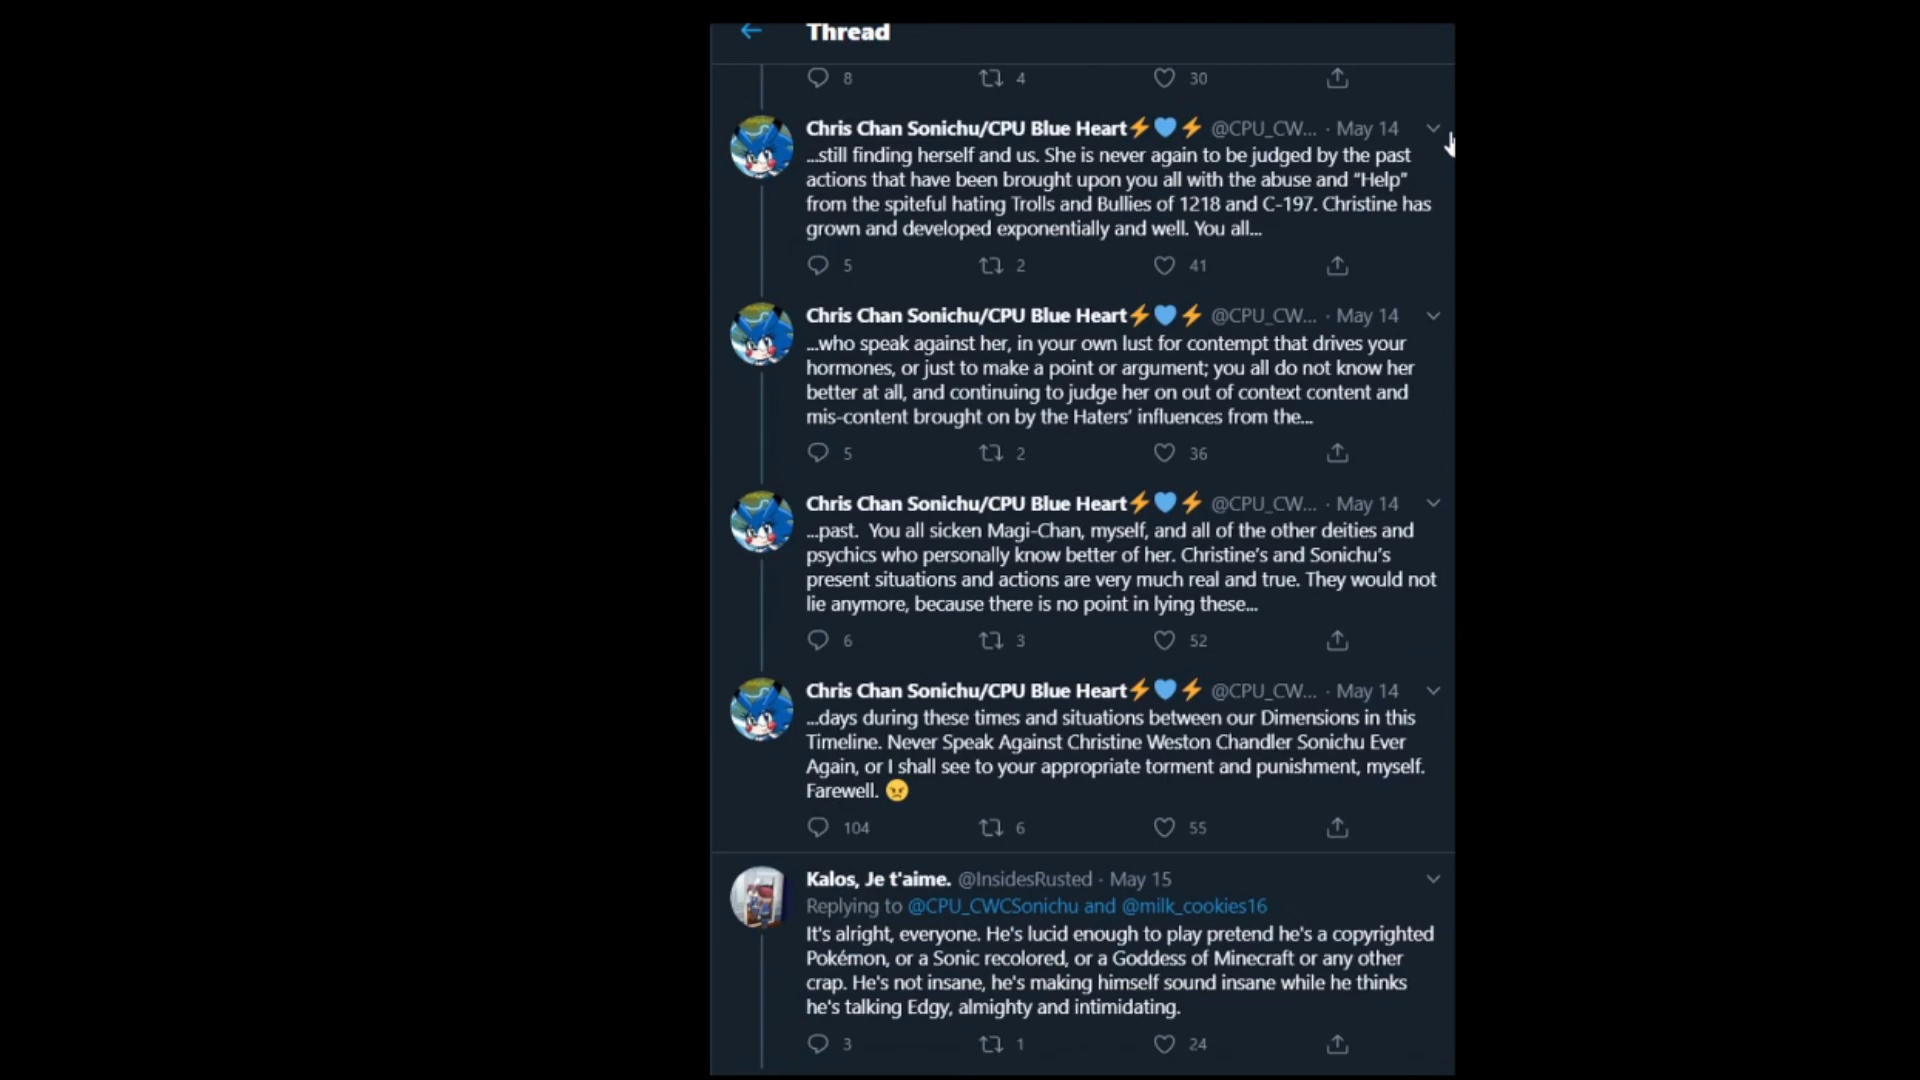 Thread
8 4 30
Chris Chan Sonichu/CPU Blue Heart⚡💙⚡ @CPU_CW... · May 14
...still finding herself and us. She is never again to be judged by the past
actions that have been brought upon you all with the abuse and “Help”
from the spiteful hating Trolls and Bullies of 1218 and C-197. Christine has
grown and developed exponentially and well. You all...
5 2 41
Chris Chan Sonichu/CPU Blue Heart⚡💙⚡ @CPU_CW... · May 14
...who speak against her, in your own lust for contempt that drives your
hormones, or just to make a point or argument; you all do not know her
better at all, and continuing to judge her on out of context content and
mis-content brought on by the Haters’ influences from the...
5 2 36
Chris Chan Sonichu/CPU Blue Heart⚡💙⚡ @CPU_CW... · May 14
...past. You all sicken Magi-Chan, myself, and all of the other deities and
psychics who personally know better of her. Christine’s and Sonichu’s
present situations and actions are very much real and true. They would not
lie anymore, because there is no point in lying these...
6 3 52
Chris Chan Sonichu/CPU Blue Heart⚡💙⚡ @CPU_CW... · May 14
...days during these times and situations between our Dimensions in this
Timeline. Never Speak Against Christine Weston Chandler Sonichu Ever
Again, or I shall see to your appropriate torment and punishment, myself.
Farewell. 😠
104 6 55
Kalos, Je t'aime. @InsidesRusted · May 15
Replying to @CPU_CWCSonichu and @milk_cookies16
It's alright, everyone. He's lucid enough to play pretend he's a copyrighted
Pokémon, or a Sonic recolored, or a Goddess of Minecraft or any other
crap. He's not insane, he's making himself sound insane while he thinks
he's talking Edgy, almighty and intimidating.
3 1 24